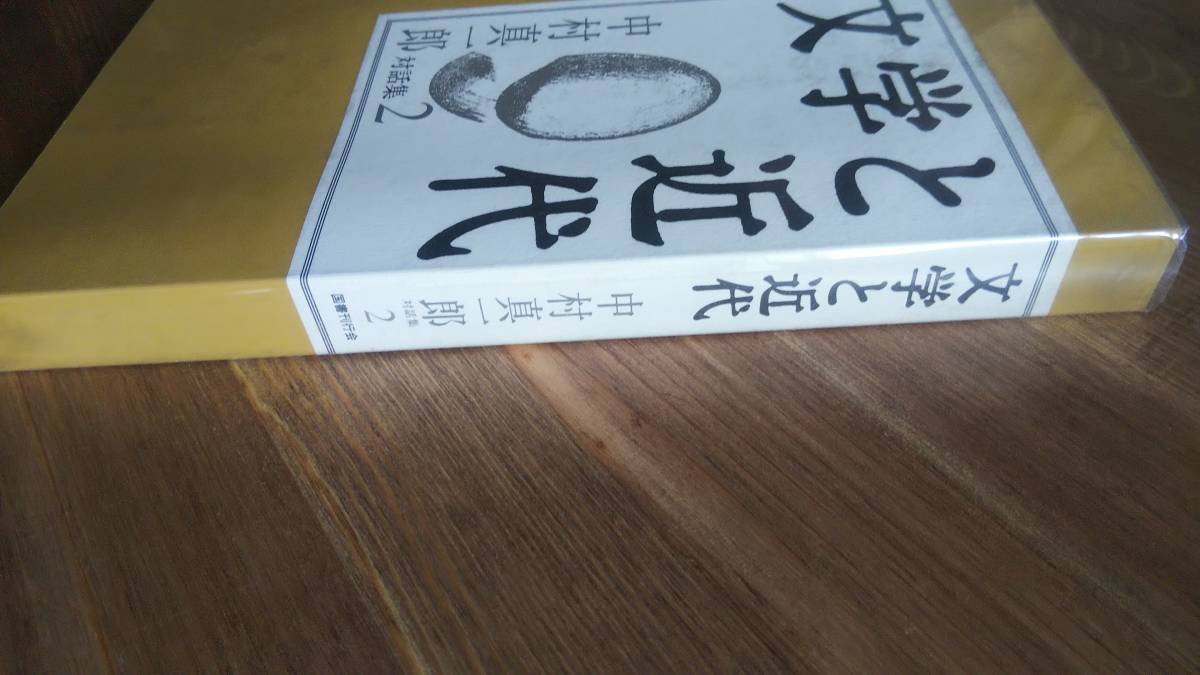 文学と近代
中村真一郎
対話集2
文学と近代
中村真一郎
対話集
2
国書刊行会